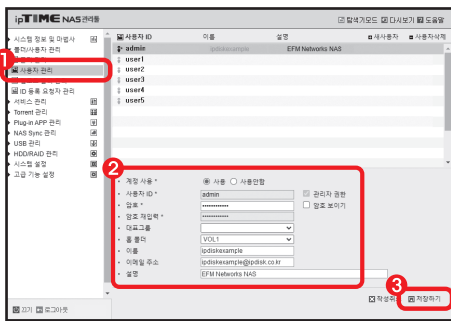 ipTIME NAS관리툴
탐색기모드 다시보기 도움말
시스템 정보 및 마법사
폴더/사용자 관리
사용자 관리
ID 등록 요청자 관리
서비스 관리
Torrent 관리
Plug-in APP 관리
NAS Sync 관리
USB 관리
HDD/RAID 관리
시스템 설정
고급 기능 설정
끄기 로그아웃
1
사용자 ID 이름 설명 새사용자 사용자삭제
admin ipdiskexample EFM Networks NAS
user1
user2
user3
user4
user5
2
계정 사용 * 사용 사용안함
사용자 ID * admin 관리자 권한
암호 * ************ 암호 보이기
암호 재입력 * ************
대표그룹
홈 폴더 VOL1
이름 ipdiskexample
이메일 주소 ipdiskexample@ipdisk.co.kr
설명 EFM Networks NAS
3
작성취소 저장하기